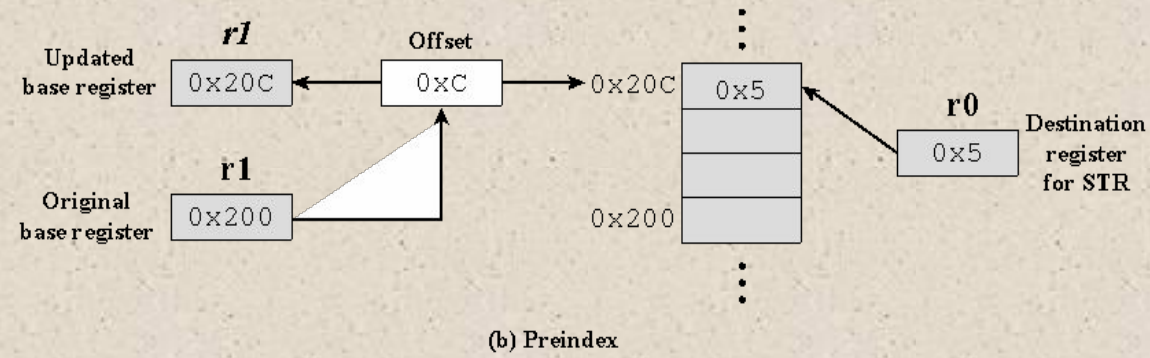 r1
Updated
base register
0x20C
Offset
0xC
0x20C
0x5
r0
0x5
Destination
register
for STR
r1
Original
base register
0x200
0x200
(b) Preindex